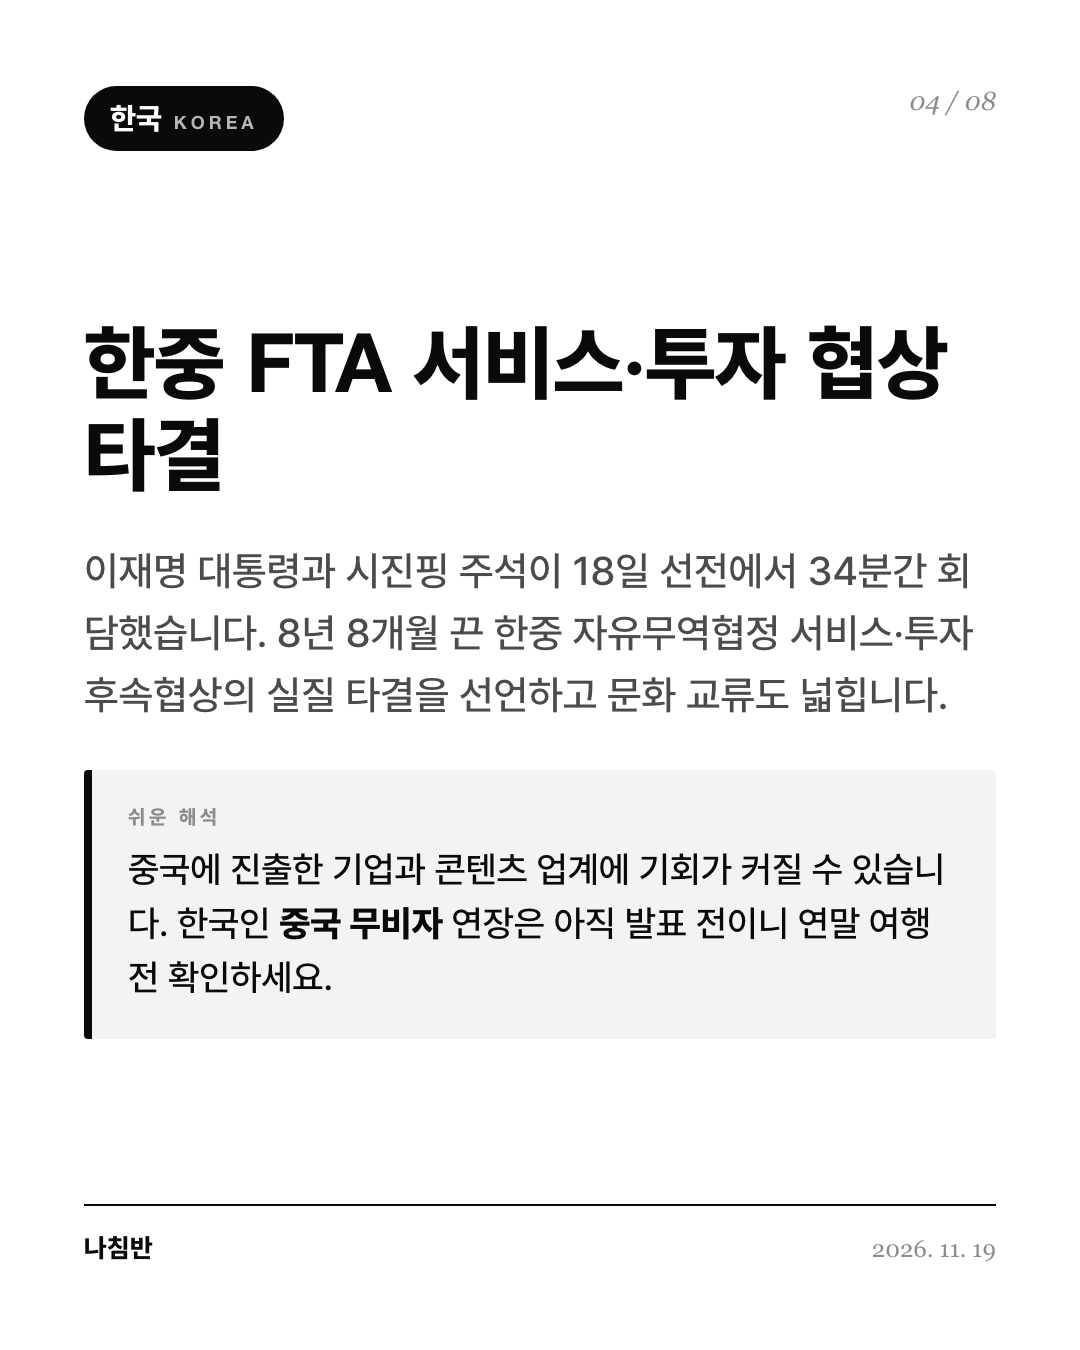 한국 KOREA
04 / 08
한중 FTA 서비스·투자 협상
타결
이재명 대통령과 시진핑 주석이 18일 선전에서 34분간 회
담했습니다. 8년 8개월 끈 한중 자유무역협정 서비스·투자
후속협상의 실질 타결을 선언하고 문화 교류도 넓힙니다.
쉬운 해석
중국에 진출한 기업과 콘텐츠 업계에 기회가 커질 수 있습니
다. 한국인 중국 무비자 연장은 아직 발표 전이니 연말 여행
전 확인하세요.
나침반
2026. 11. 19